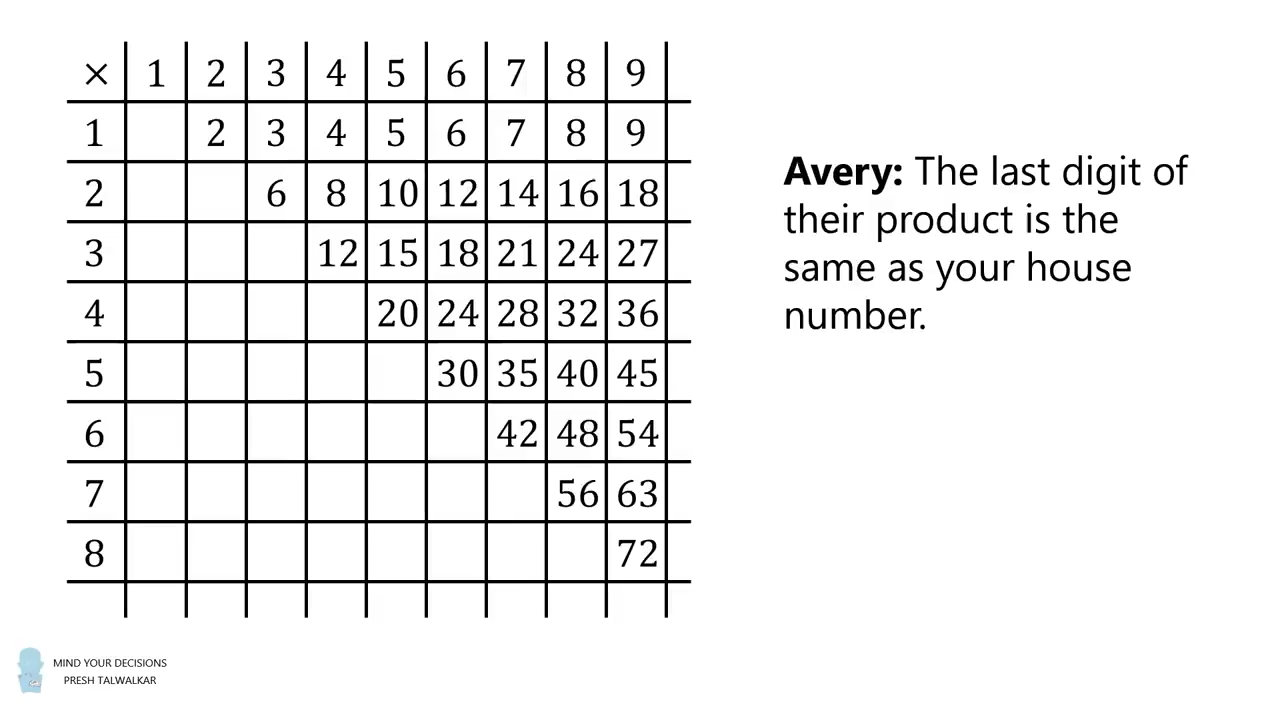 × 1 2 3 4 5 6 7 8 9
1 2 3 4 5 6 7 8 9
2 6 8 10 12 14 16 18
3 12 15 18 21 24 27
4 20 24 28 32 36
5 30 35 40 45
6 42 48 54
7 56 63
8 72
Avery: The last digit of
their product is the
same as your house
number.
MIND YOUR DECISIONS
PRESH TALWALKAR